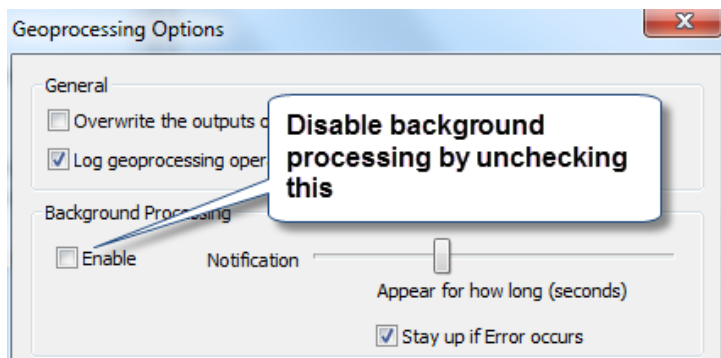 Geoprocessing Options
X
General
Overwrite the outputs
Log geoprocessing
Disable background
processing by unchecking
this
Background Processing
Enable
Notification
Appear for how long (seconds)
Stay up if Error occurs